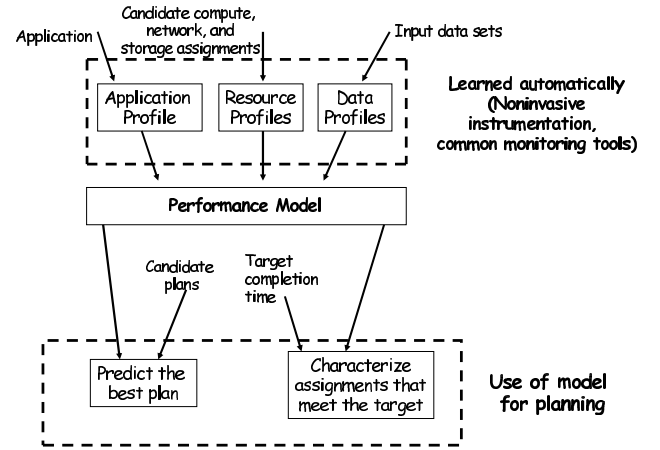 Candidate compute,
network, and
storage assignments
Application
Input data sets
Application
Profile
Resource
Profiles
Data
Profiles
Learned automatically
(Noninvasive
instrumentation,
common monitoring tools)
Performance Model
Candidate
plans
Target
completion
time
Predict the
best plan
Characterize
assignments that
meet the target
Use of model
for planning